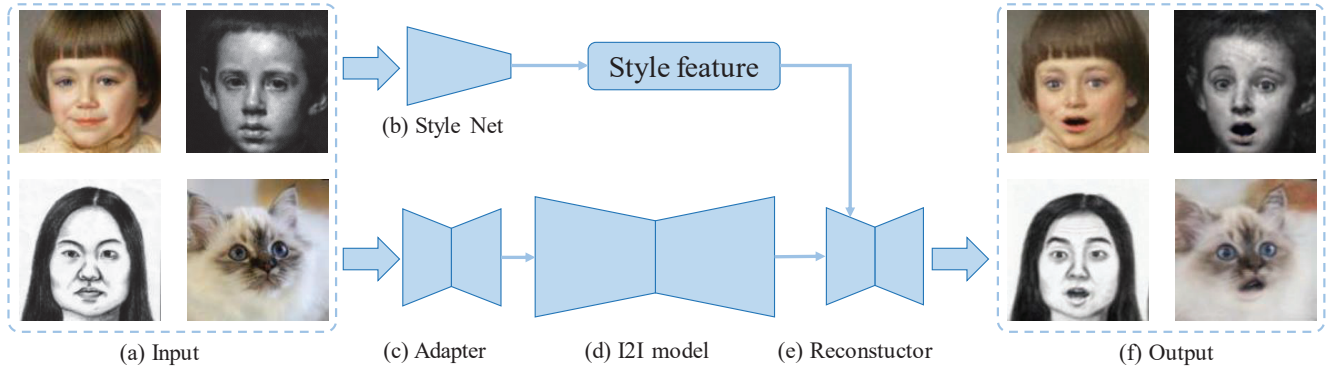 Style feature
(b) Style Net
(a) Input
(c) Adapter
(d) I2I model
(e) Reconstuctor
(f) Output